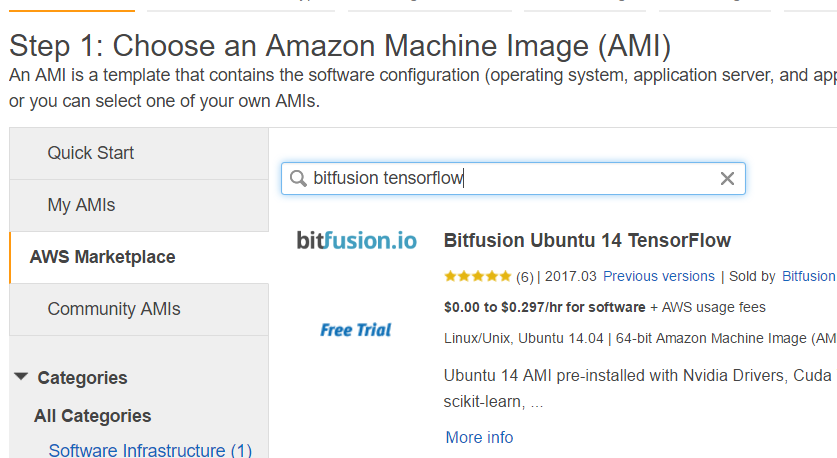 Step 1: Choose an Amazon Machine Image (AMI)
An AMI is a template that contains the software configuration (operating system, application server, and
or you can select one of your own AMIs.
Quick Start
My AMIs
AWS Marketplace
Community AMIs
Categories
All Categories
Software Infrastructure (1)
bitfusion tensorflow
bitfusion.io
Free Trial
Bitfusion Ubuntu 14 TensorFlow
(6) | 2017.03 Previous versions | Sold by Bitfusion
$0.00 to $0.297/hr for software + AWS usage fees
Linux/Unix, Ubuntu 14.04 | 64-bit Amazon Machine Image (AM
Ubuntu 14 AMI pre-installed with Nvidia Drivers, Cuda
scikit-learn, ...
More info